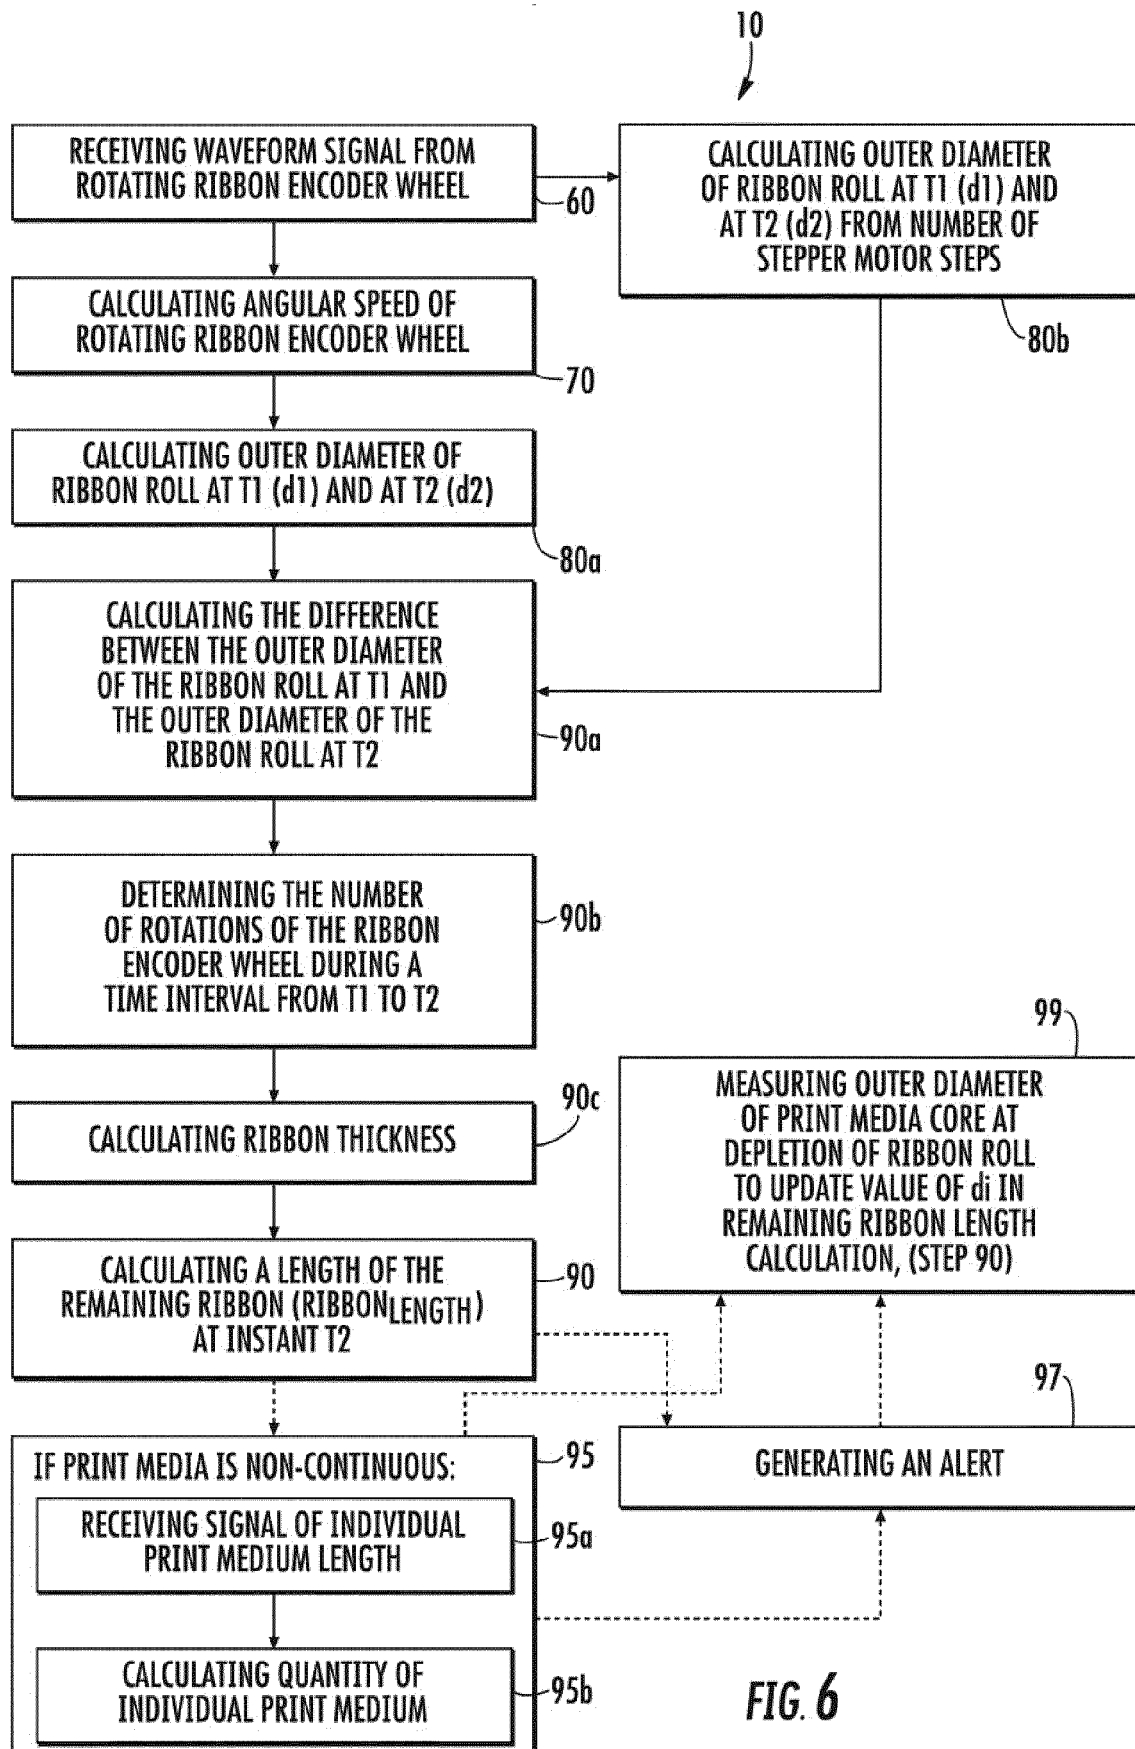 10
RECEIVING WAVEFORM SIGNAL FROM
ROTATING RIBBON ENCODER WHEEL
60
CALCULATING OUTER DIAMETER
OF RIBBON ROLL AT T1 (d1) AND
AT T2 (d2) FROM NUMBER OF
STEPPER MOTOR STEPS
80b
CALCULATING ANGULAR SPEED OF
ROTATING RIBBON ENCODER WHEEL
70
CALCULATING OUTER DIAMETER OF
RIBBON ROLL AT T1 (d1) AND AT T2 (d2)
80a
CALCULATING THE DIFFERENCE
BETWEEN THE OUTER DIAMETER
OF THE RIBBON ROLL AT T1 AND
THE OUTER DIAMETER OF THE
RIBBON ROLL AT T2
90a
DETERMINING THE NUMBER
OF ROTATIONS OF THE RIBBON
ENCODER WHEEL DURING A
TIME INTERVAL FROM T1 TO T2
90b
CALCULATING RIBBON THICKNESS
90c
CALCULATING A LENGTH OF THE
REMAINING RIBBON (RIBBONLENGTH)
AT INSTANT T2
90
99
MEASURING OUTER DIAMETER
OF PRINT MEDIA CORE AT
DEPLETION OF RIBBON ROLL
TO UPDATE VALUE OF di IN
REMAINING RIBBON LENGTH
CALCULATION, (STEP 90)
97
GENERATING AN ALERT
IF PRINT MEDIA IS NON-CONTINUOUS:
95
RECEIVING SIGNAL OF INDIVIDUAL
PRINT MEDIUM LENGTH
95a
CALCULATING QUANTITY OF
INDIVIDUAL PRINT MEDIUM
95b
FIG. 6